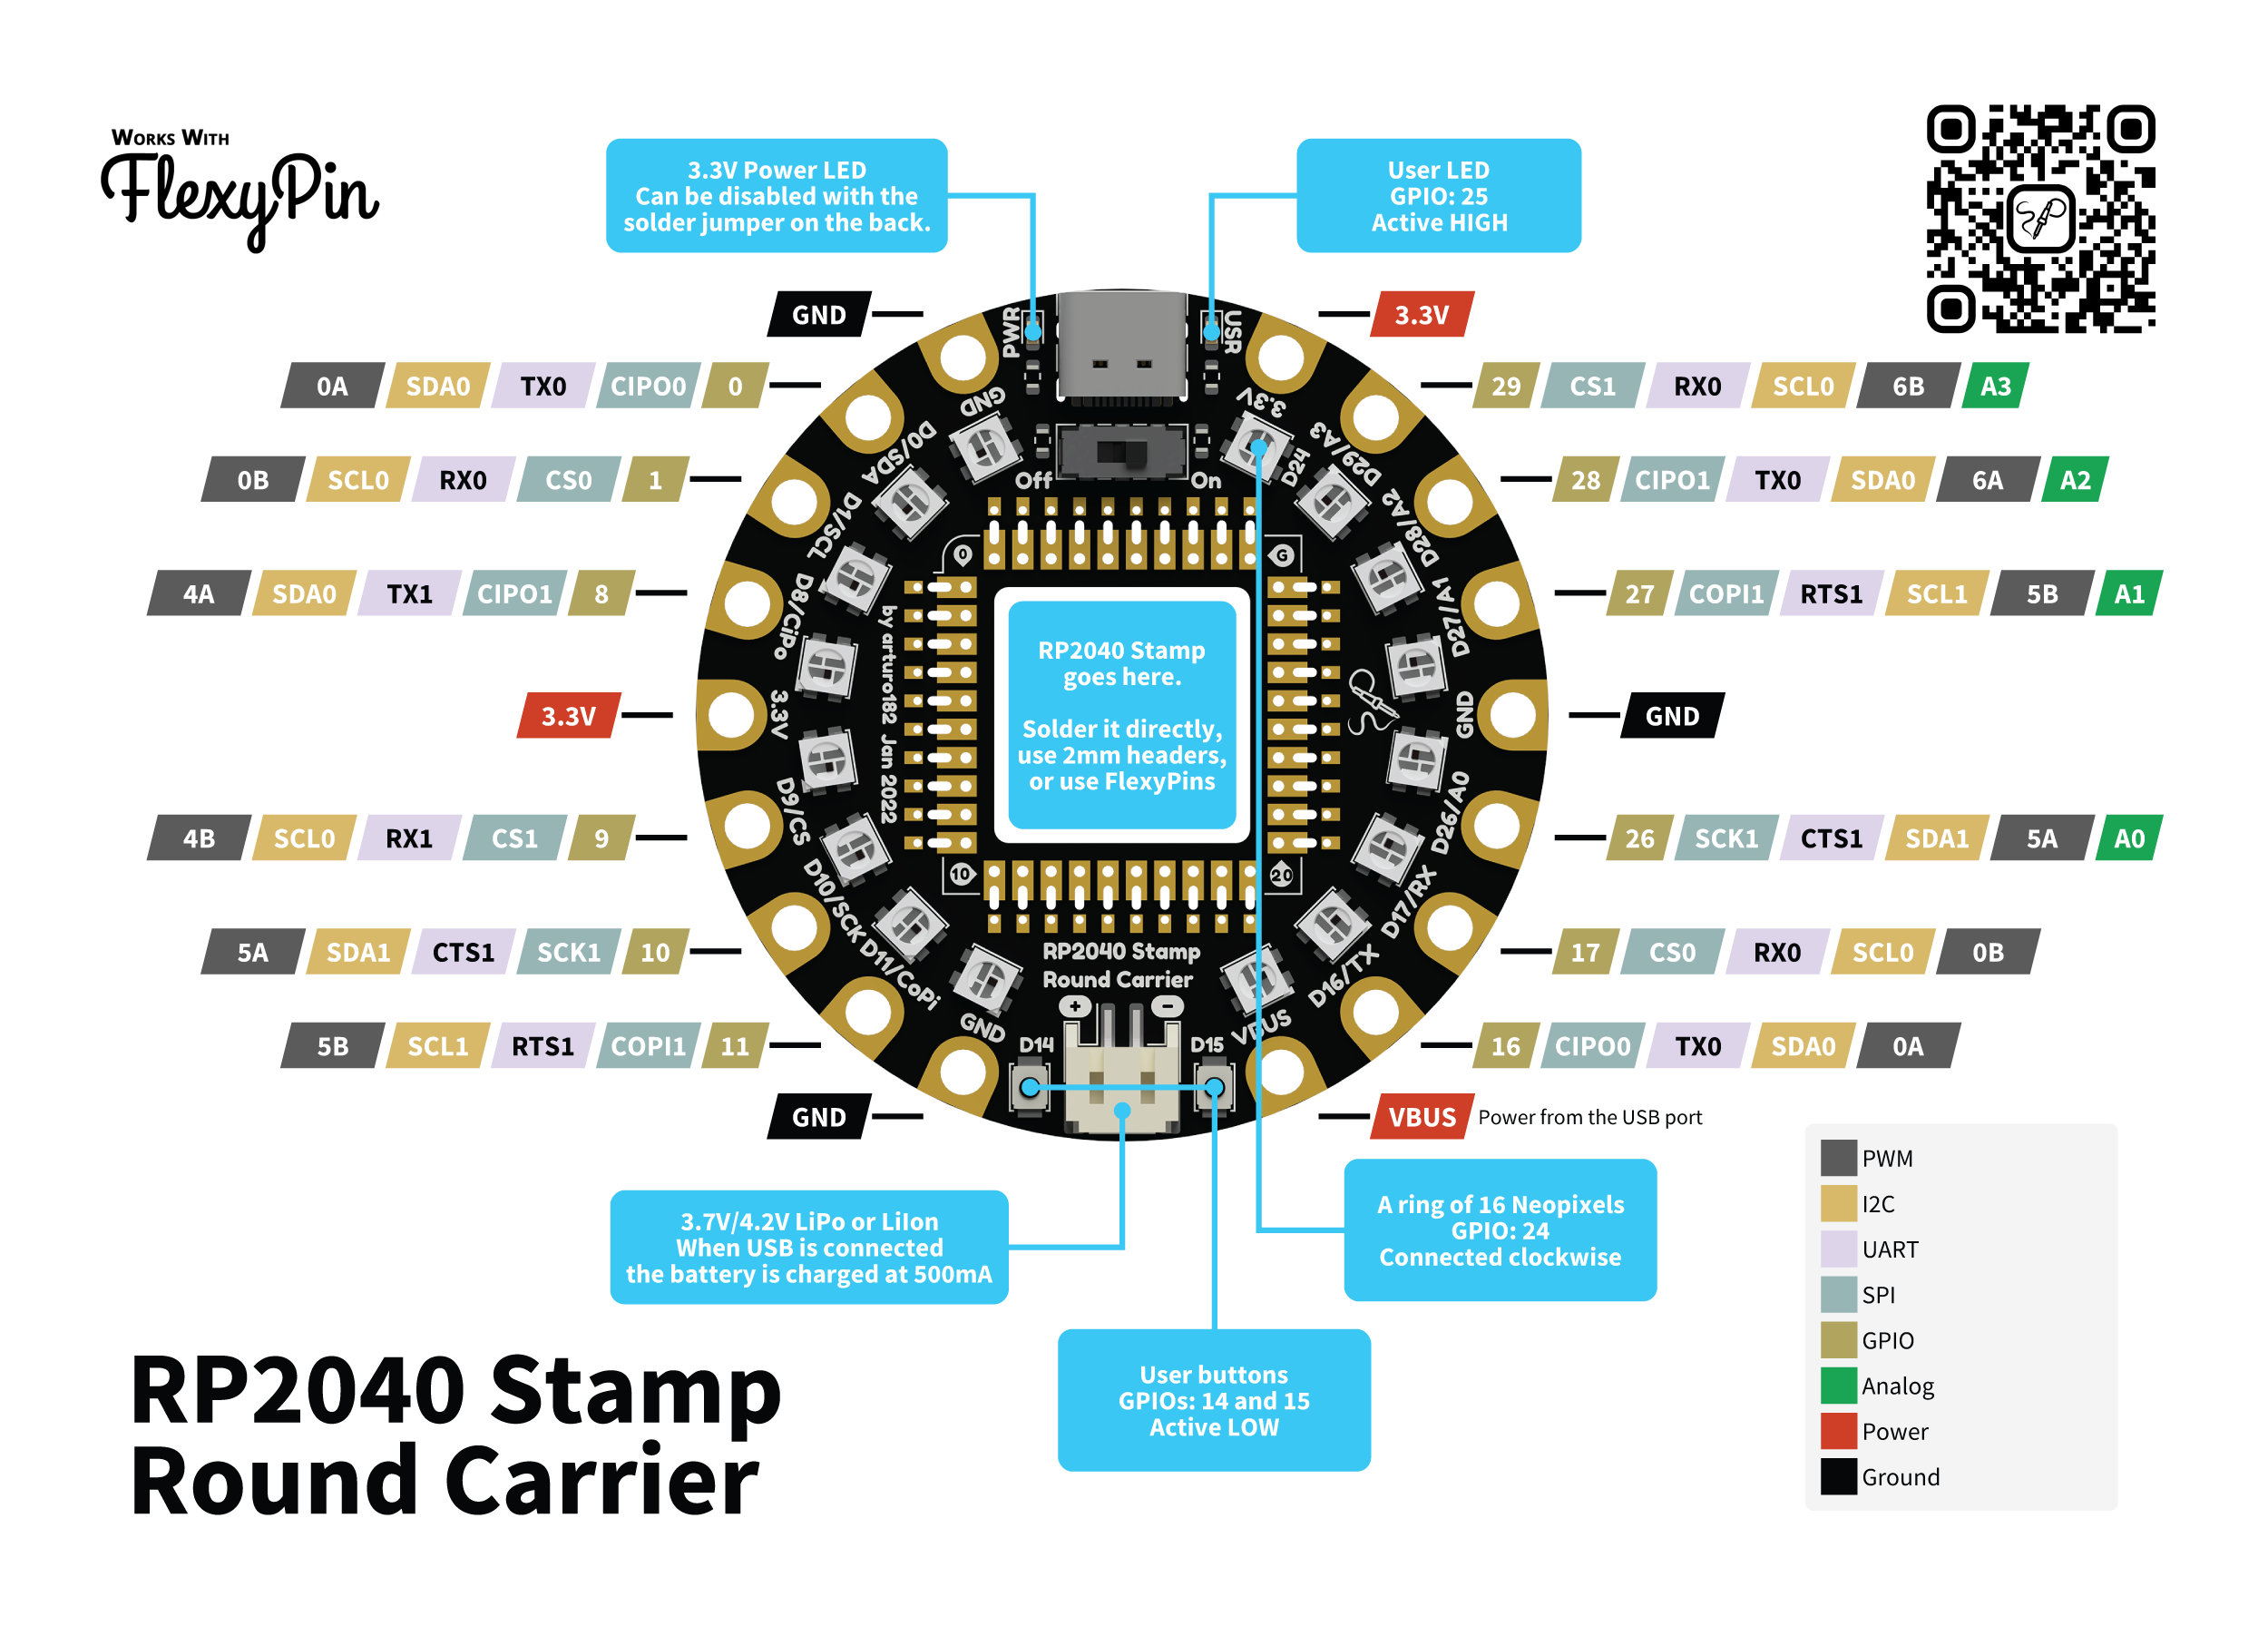 WORKS WITH
FlexyPin
3.3V Power LED
Can be disabled with the
solder jumper on the back.
User LED
GPIO: 25
Active HIGH
GND
3.3V
0A SDA0 TX0 CIPO0 0
29 CS1 RX0 SCL0 6B A3
0B SCL0 RX0 CS0 1
28 CIPO1 TX0 SDA0 6A A2
4A SDA0 TX1 CIPO1 8
27 COPI1 RTS1 SCL1 5B A1
3.3V
GND
4B SCL0 RX1 CS1 9
26 SCK1 CTS1 SDA1 5A A0
5A SDA1 CTS1 SCK1 10
17 CS0 RX0 SCL0 0B
5B SCL1 RTS1 COPI1 11
16 CIPO0 TX0 SDA0 0A
GND
VBUS Power from the USB port
PWR
USR
GND
3.3V
D0/SDA
D24
D29/A3
Off
On
D1/SCL
D28/A2
0
G
D8/CiPo
D27/A1
by arturo182 Jan 2022
3.3V
GND
RP2040 Stamp
goes here.
Solder it directly,
use 2mm headers,
or use FlexyPins
D9/CS
D26/A0
10
20
D10/SCK
D17/RX
D11/CoPi
D16/TX
RP2040 Stamp
Round Carrier
+
-
GND
VBUS
D14
D15
3.7V/4.2V LiPo or LiIon
When USB is connected
the battery is charged at 500mA
A ring of 16 Neopixels
GPIO: 24
Connected clockwise
User buttons
GPIOs: 14 and 15
Active LOW
RP2040 Stamp
Round Carrier
PWM
I2C
UART
SPI
GPIO
Analog
Power
Ground